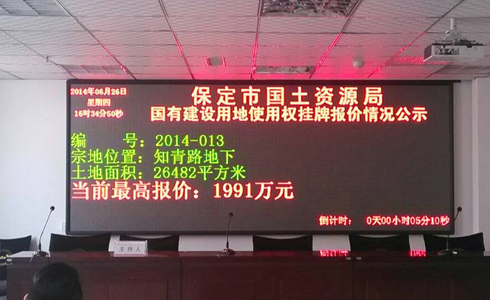 2014年06月26日
星期四
16时34分50秒
保定市国土资源局
国有建设用地使用权挂牌报价情况公示
编 号：2014-013
宗地位置：知青路地下
土地面积：26482平方米
当前最高报价：1991万元
倒计时： 0天00小时05分10秒
主持人